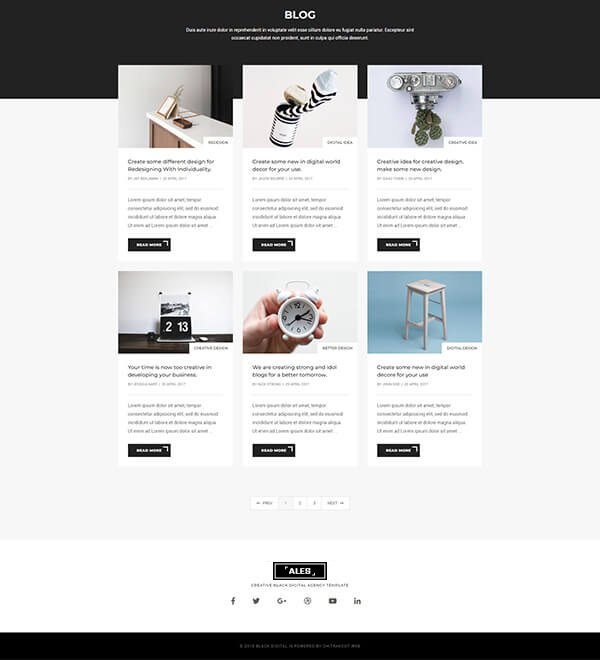 BLOG
Duis aute irure dolor in reprehenderit in voluptate velit esse cillum dolore eu fugiat nulla pariatur. Excepteur sint
occaecat cupidatat non proident, sunt in culpa qui officia deserunt.
REDESIGN
Create some different design for
Redesigning With Individuality.
BY JAY BENJAMIN | 25 APRIL 2017
Lorem ipsum dolor sit amet, tempor
consectetur adipiscing elit, sed do eiusmod
incididunt ut labore et dolore magna aliqua
Ut enim ad Lorem ipsum dolor sit amet ...
READ MORE
DIGITAL IDEA
Create some new in digital world
decor for your use.
BY JASON BOURNE | 25 APRIL 2017
Lorem ipsum dolor sit amet, tempor
consectetur adipiscing elit, sed do eiusmod
incididunt ut labore et dolore magna aliqua
Ut enim ad Lorem ipsum dolor sit amet ...
READ MORE
CREATIVE IDEA
Creative idea for creative design,
make some new design.
BY ISAAC TOBIN | 25 APRIL 2017
Lorem ipsum dolor sit amet, tempor
consectetur adipiscing elit, sed do eiusmod
incididunt ut labore et dolore magna aliqua
Ut enim ad Lorem ipsum dolor sit amet ...
READ MORE
2 13
CREATIVE DESIGN
Your time is now too creative in
developing your business.
BY JESSICA HART | 25 APRIL 2017
Lorem ipsum dolor sit amet, tempor
consectetur adipiscing elit, sed do eiusmod
incididunt ut labore et dolore magna aliqua
Ut enim ad Lorem ipsum dolor sit amet ...
READ MORE
BETTER DESIGN
We are creating strong and idol
blogs for a better tomorrow.
BY NICK STRONG | 25 APRIL 2017
Lorem ipsum dolor sit amet, tempor
consectetur adipiscing elit, sed do eiusmod
incididunt ut labore et dolore magna aliqua
Ut enim ad Lorem ipsum dolor sit amet ...
READ MORE
DIGITAL DESIGN
Create some new in digital world
decore for your use
BY JOHN DOE | 25 APRIL 2017
Lorem ipsum dolor sit amet, tempor
consectetur adipiscing elit, sed do eiusmod
incididunt ut labore et dolore magna aliqua
Ut enim ad Lorem ipsum dolor sit amet ...
READ MORE
PREV 1 2 3 NEXT
ALES
CREATIVE BLACK DIGITAL AGENCY TEMPLATE
© 2018 BLACK DIGITAL IS POWERED BY CHITRAKOOT WEB